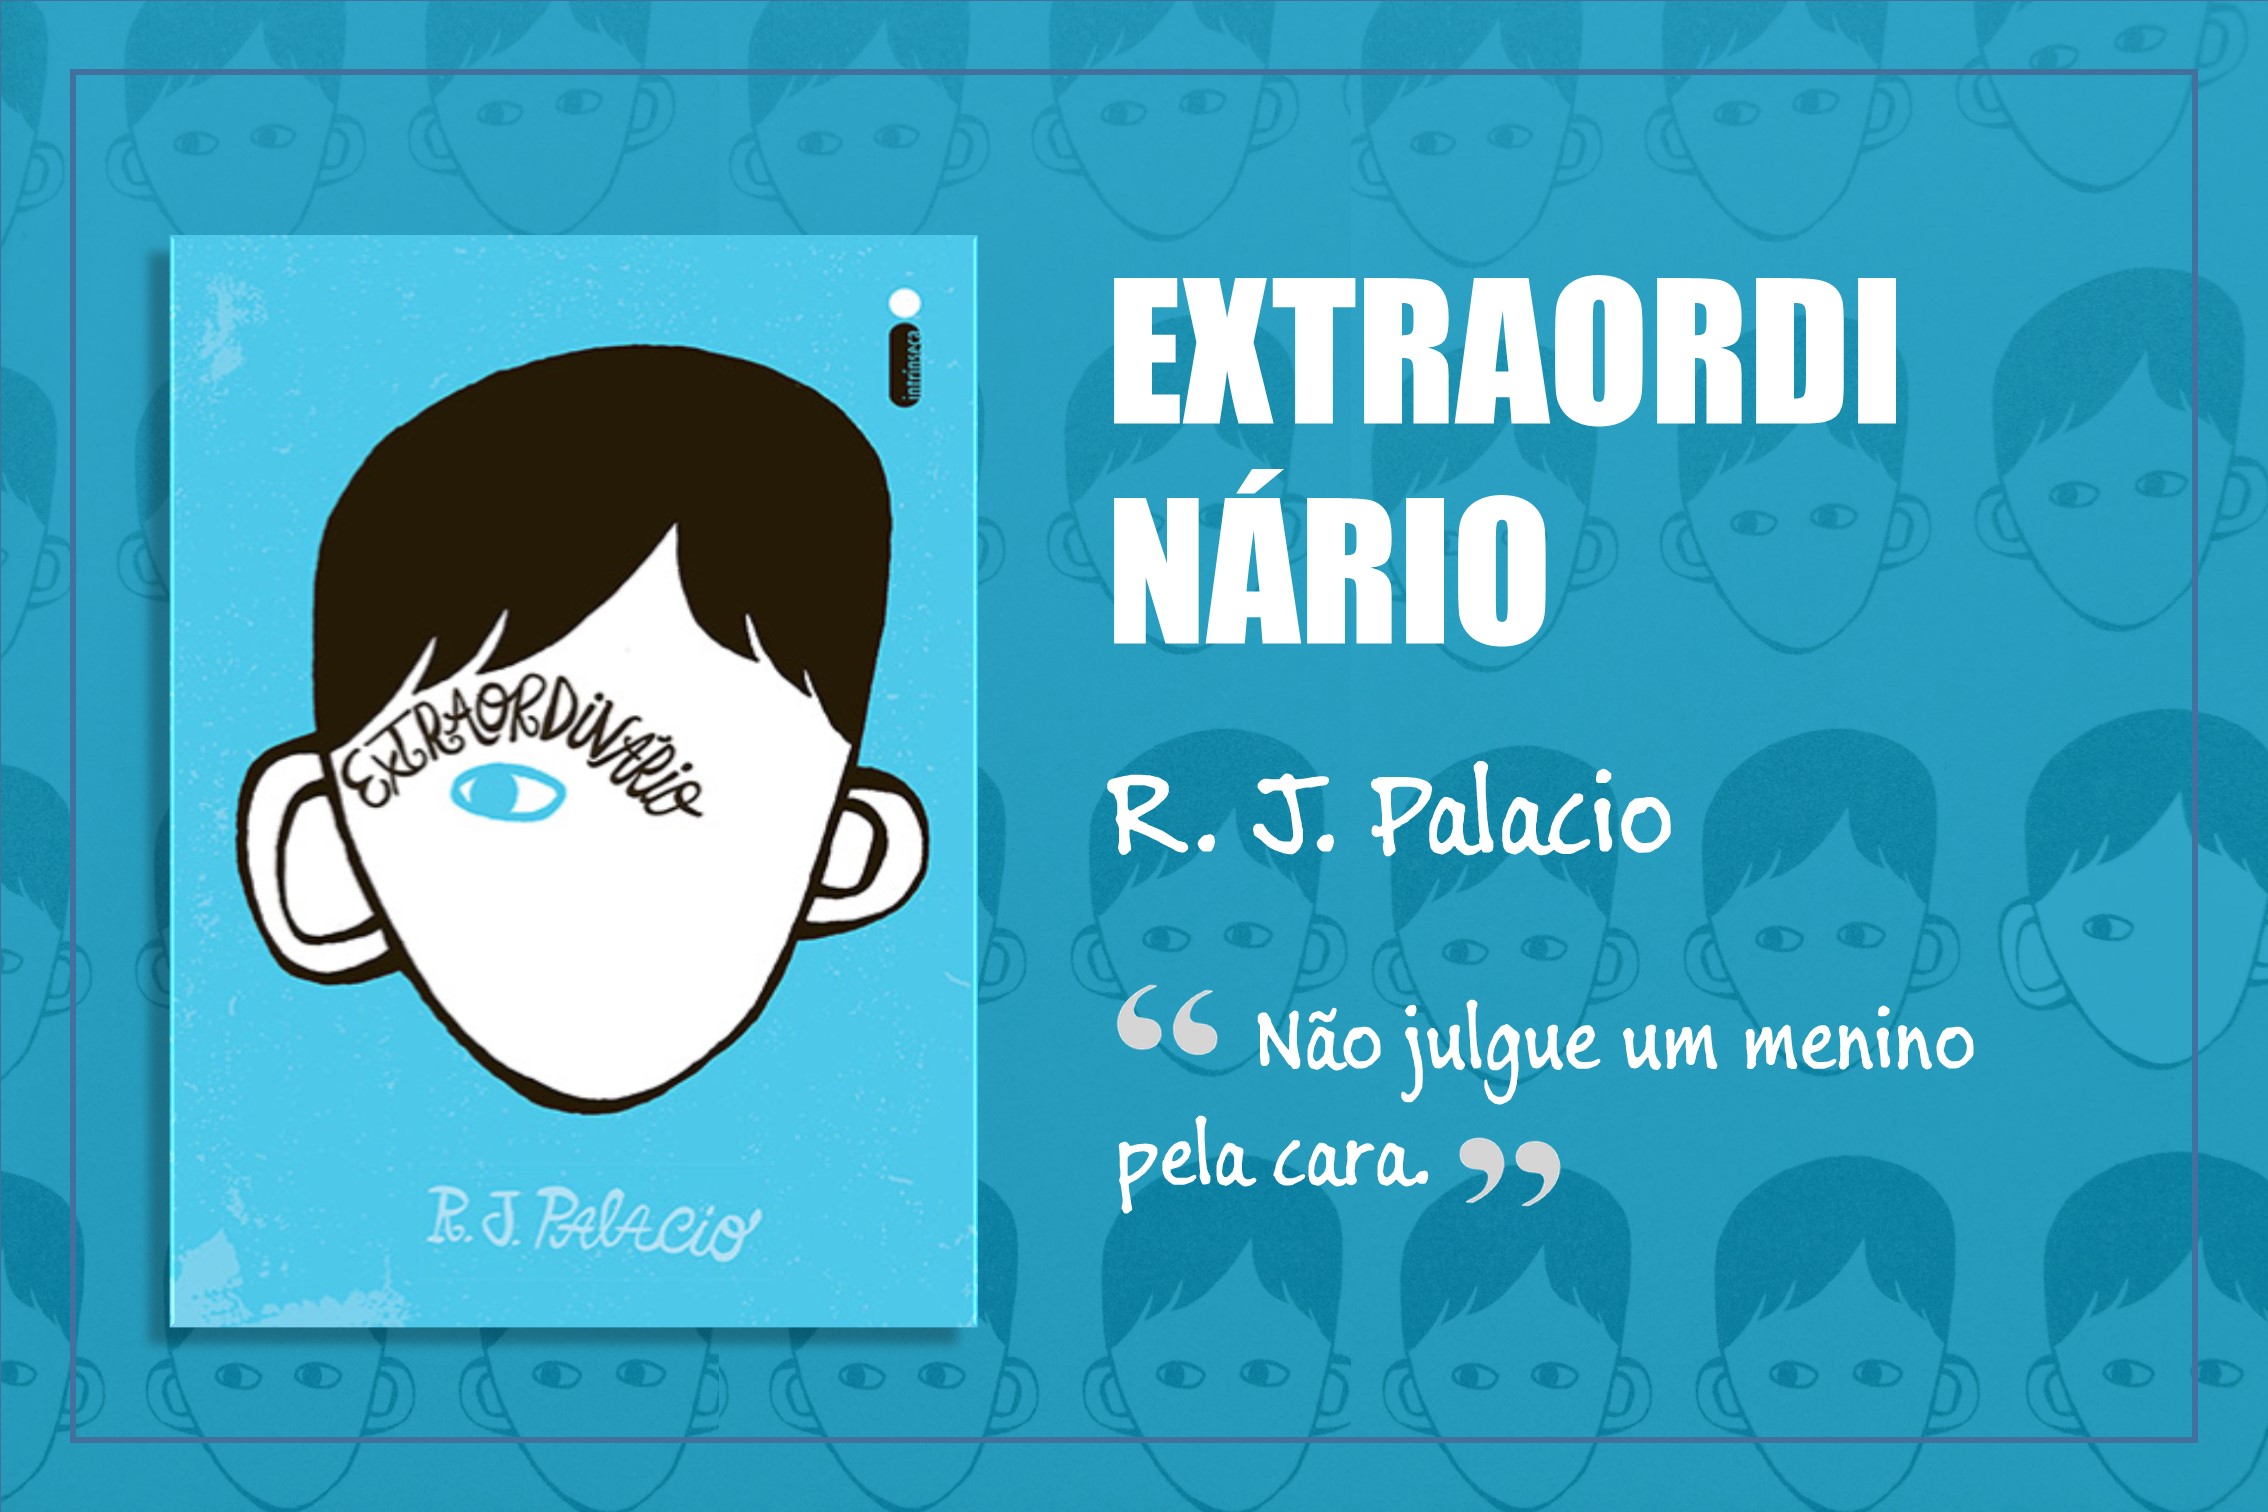 intrínseca
EXTRAORDINÁRIO
R. J. PALACIO
EXTRAORDI
NÁRIO
R. J. Palacio
“ Não julgue um menino
pela cara. ”